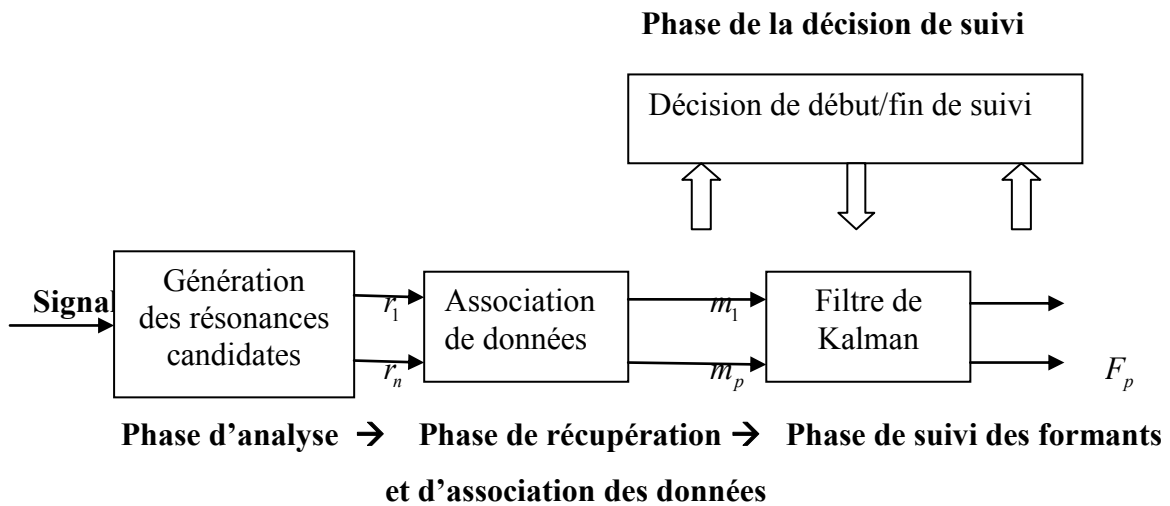 Phase de la décision de suivi
Décision de début/fin de suivi
Signal
Génération
des résonances
candidates
r₁
rₙ
Association
de données
m₁
mₚ
Filtre de
Kalman
Fₚ
Phase d’analyse → Phase de récupération → Phase de suivi des formants
et d’association des données